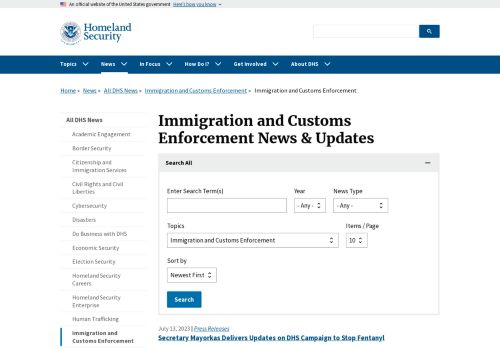 An official website of the United States government Here's how you know
Homeland
Security
Topics News In Focus How Do I? Get Involved About DHS
Home » News » All DHS News » Immigration and Customs Enforcement » Immigration and Customs Enforcement
All DHS News
Academic Engagement
Border Security
Citizenship and
Immigration Services
Civil Rights and Civil
Liberties
Cybersecurity
Disasters
Do Business with DHS
Economic Security
Election Security
Homeland Security
Careers
Homeland Security
Enterprise
Human Trafficking
Immigration and
Customs Enforcement
Immigration and Customs
Enforcement News & Updates
Search All
Enter Search Term(s) Year News Type
- Any - - Any -
Topics Items / Page
Immigration and Customs Enforcement 10
Sort by
Newest First
Search
July 13, 2023 | Press Releases
Secretary Mayorkas Delivers Updates on DHS Campaign to Stop Fentanyl